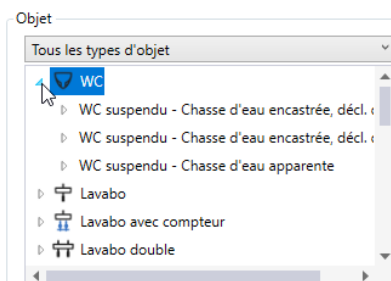 Objet
Tous les types d'objet
WC
WC suspendu - Chasse d'eau encastrée, décl.
WC suspendu - Chasse d'eau encastrée, décl.
WC suspendu - Chasse d'eau apparente
Lavabo
Lavabo avec compteur
Lavabo double